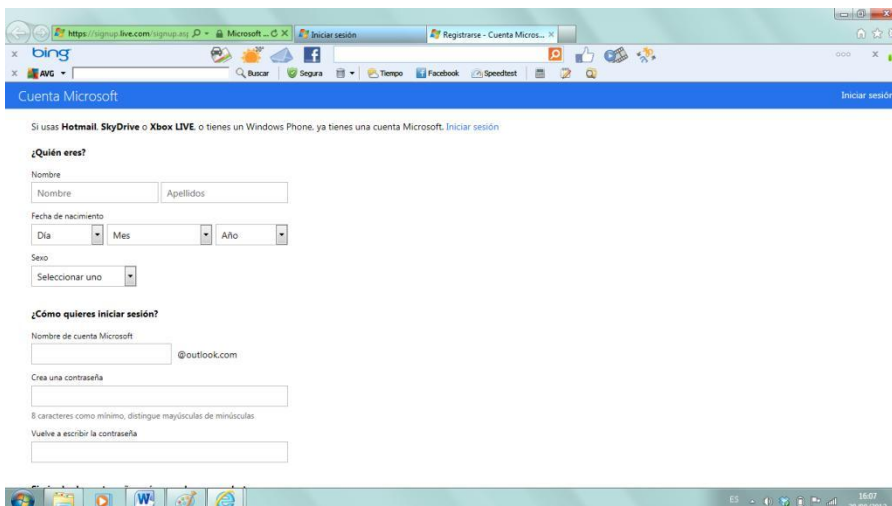 https://signup.live.com/signup.as Microsoft ... Iniciar sesión Registrarse - Cuenta Micros...
bing 20°
AVG Buscar Segura Tiempo Facebook Speedtest
Cuenta Microsoft Iniciar sesión
Si usas Hotmail, SkyDrive o Xbox LIVE, o tienes un Windows Phone, ya tienes una cuenta Microsoft. Iniciar sesión
¿Quién eres?
Nombre
Nombre Apellidos
Fecha de nacimiento
Día Mes Año
Sexo
Seleccionar uno
¿Cómo quieres iniciar sesión?
Nombre de cuenta Microsoft
@outlook.com
Crea una contraseña
8 caracteres como mínimo, distingue mayúsculas de minúsculas
Vuelve a escribir la contraseña
ES 16:07